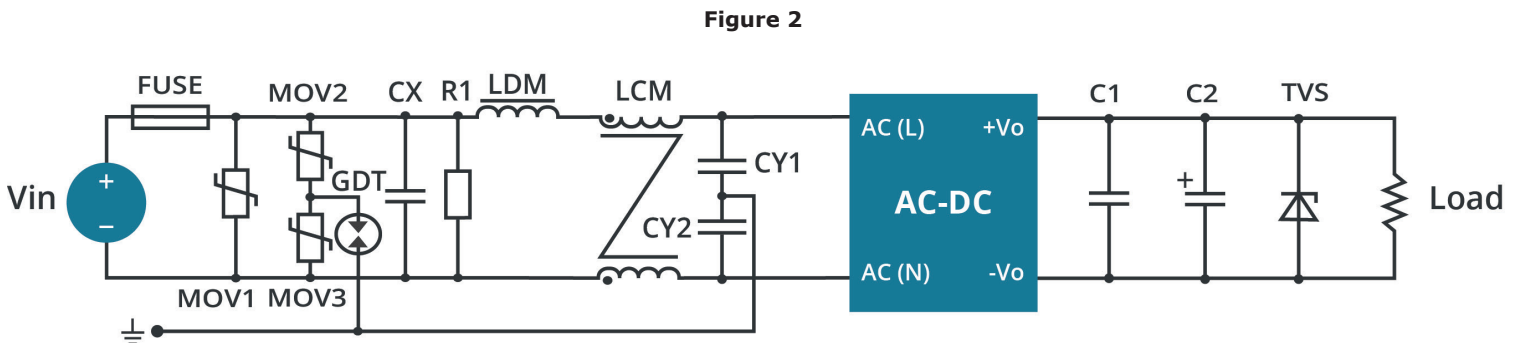 Figure 2
FUSE
MOV2
CX
R1
LDM
LCM
C1
C2
TVS
AC (L)
+Vo
CY1
GDT
Vin
+
−
+
AC-DC
Load
CY2
AC (N)
-Vo
MOV1
MOV3